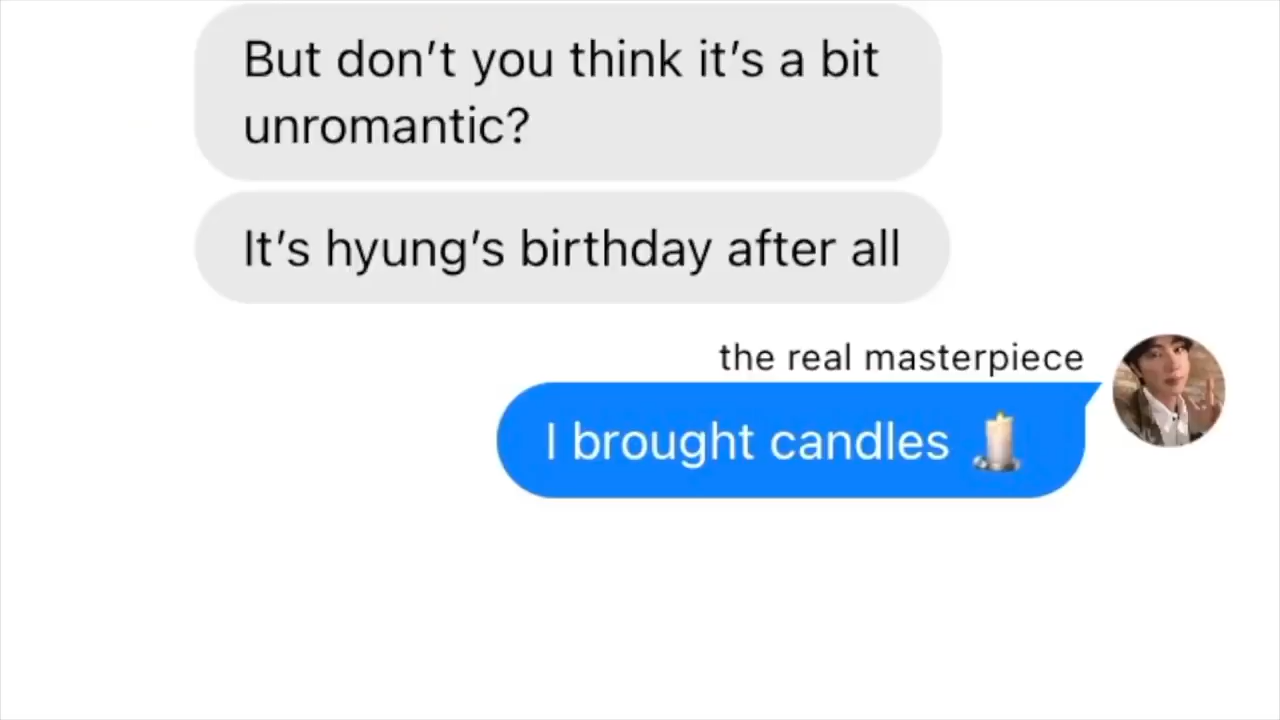 But don't you think it's a bit
unromantic?
It's hyung's birthday after all
the real masterpiece
I brought candles 🕯️